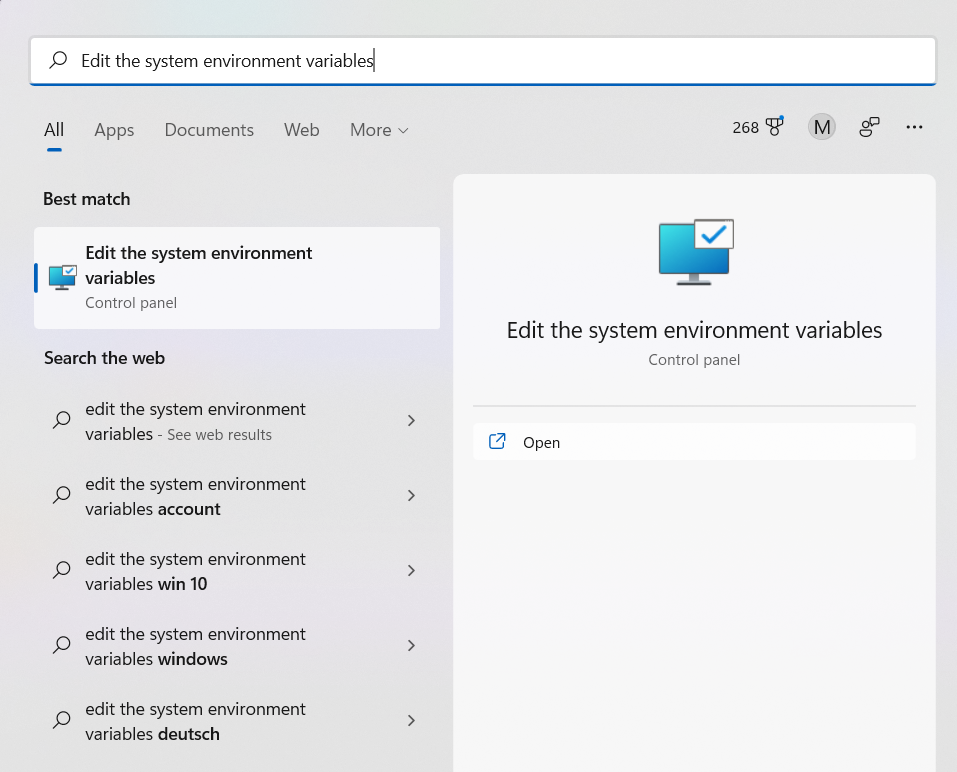 Edit the system environment variables
All Apps Documents Web More
268 M
Best match
Edit the system environment
variables
Control panel
Search the web
edit the system environment
variables - See web results
edit the system environment
variables account
edit the system environment
variables win 10
edit the system environment
variables windows
edit the system environment
variables deutsch
Edit the system environment variables
Control panel
Open